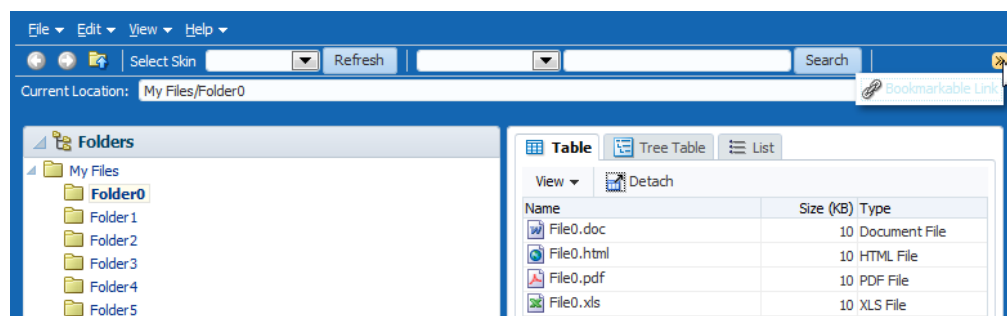 File Edit View Help
Select Skin Refresh Search
Bookmarkable Link
Current Location: My Files/Folder0
Folders
My Files
Folder0
Folder1
Folder2
Folder3
Folder4
Folder5
Table Tree Table List
View Detach
Name Size (KB) Type
File0.doc 10 Document File
File0.html 10 HTML File
File0.pdf 10 PDF File
File0.xls 10 XLS File